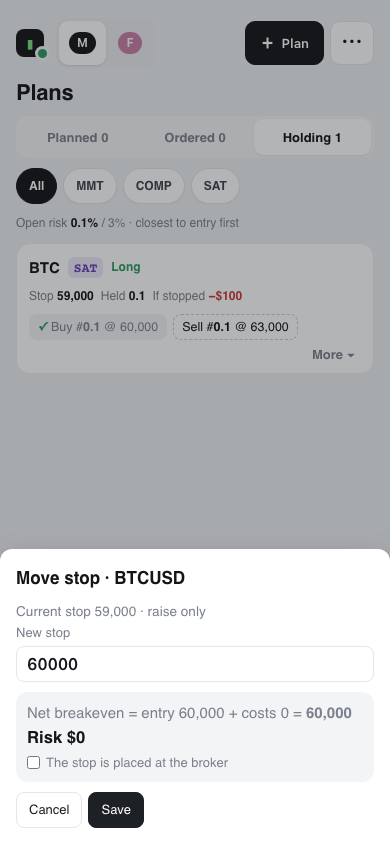 M F + Plan ...
Plans
Planned 0 Ordered 0 Holding 1
All MMT COMP SAT
Open risk 0.1% / 3% · closest to entry first
BTC SAT Long
Stop 59,000 Held 0.1 If stopped −$100
✓Buy #0.1 @ 60,000 Sell #0.1 @ 63,000
More
Move stop · BTCUSD
Current stop 59,000 · raise only
New stop
60000
Net breakeven = entry 60,000 + costs 0 = 60,000
Risk $0
The stop is placed at the broker
Cancel Save